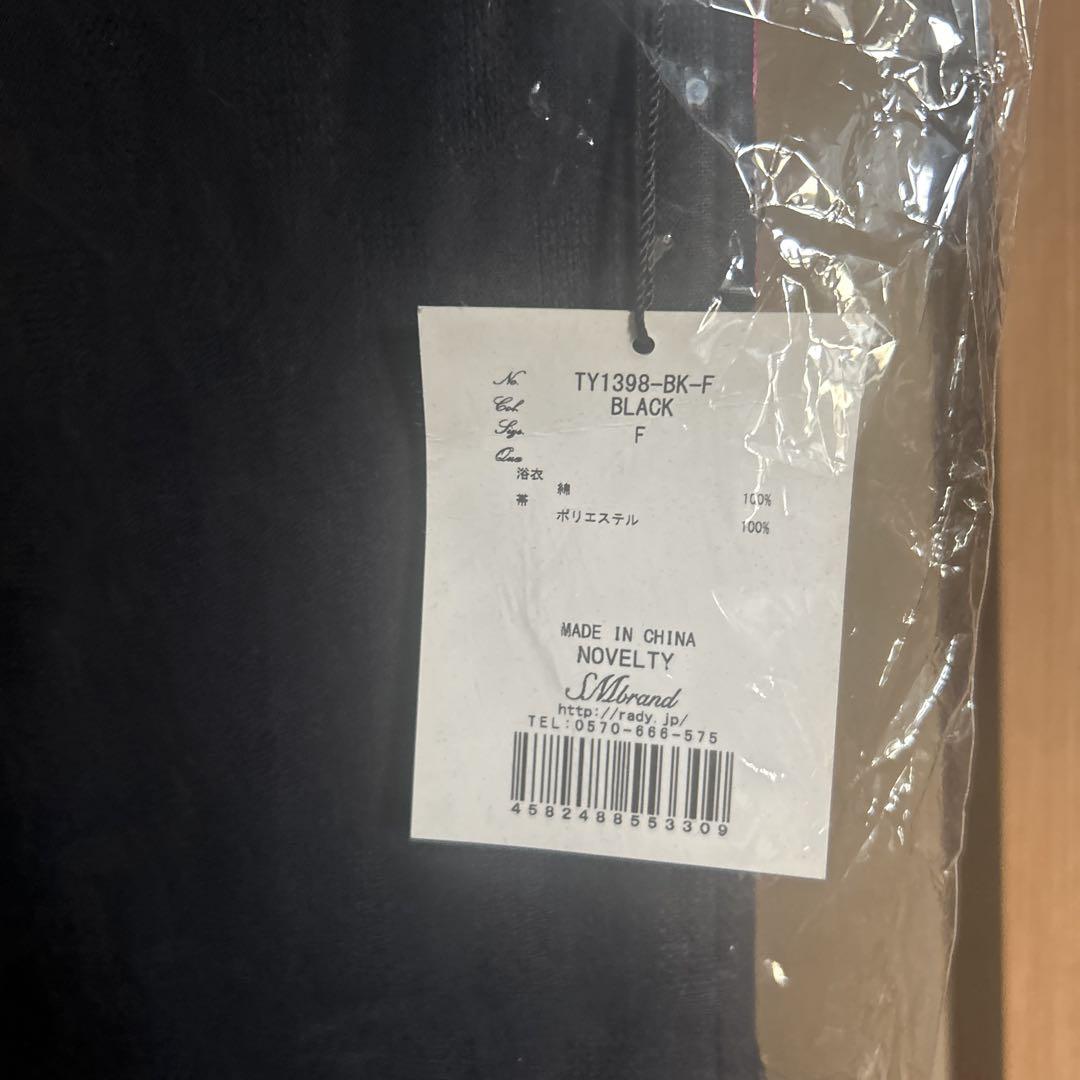 No. TY1398-BK-F
Col. BLACK
Size. F
Qua
浴衣
綿 100%
帯
ポリエステル 100%
MADE IN CHINA
NOVELTY
SMbrand
http://rady.jp/
TEL:0570-666-575
4582488553309